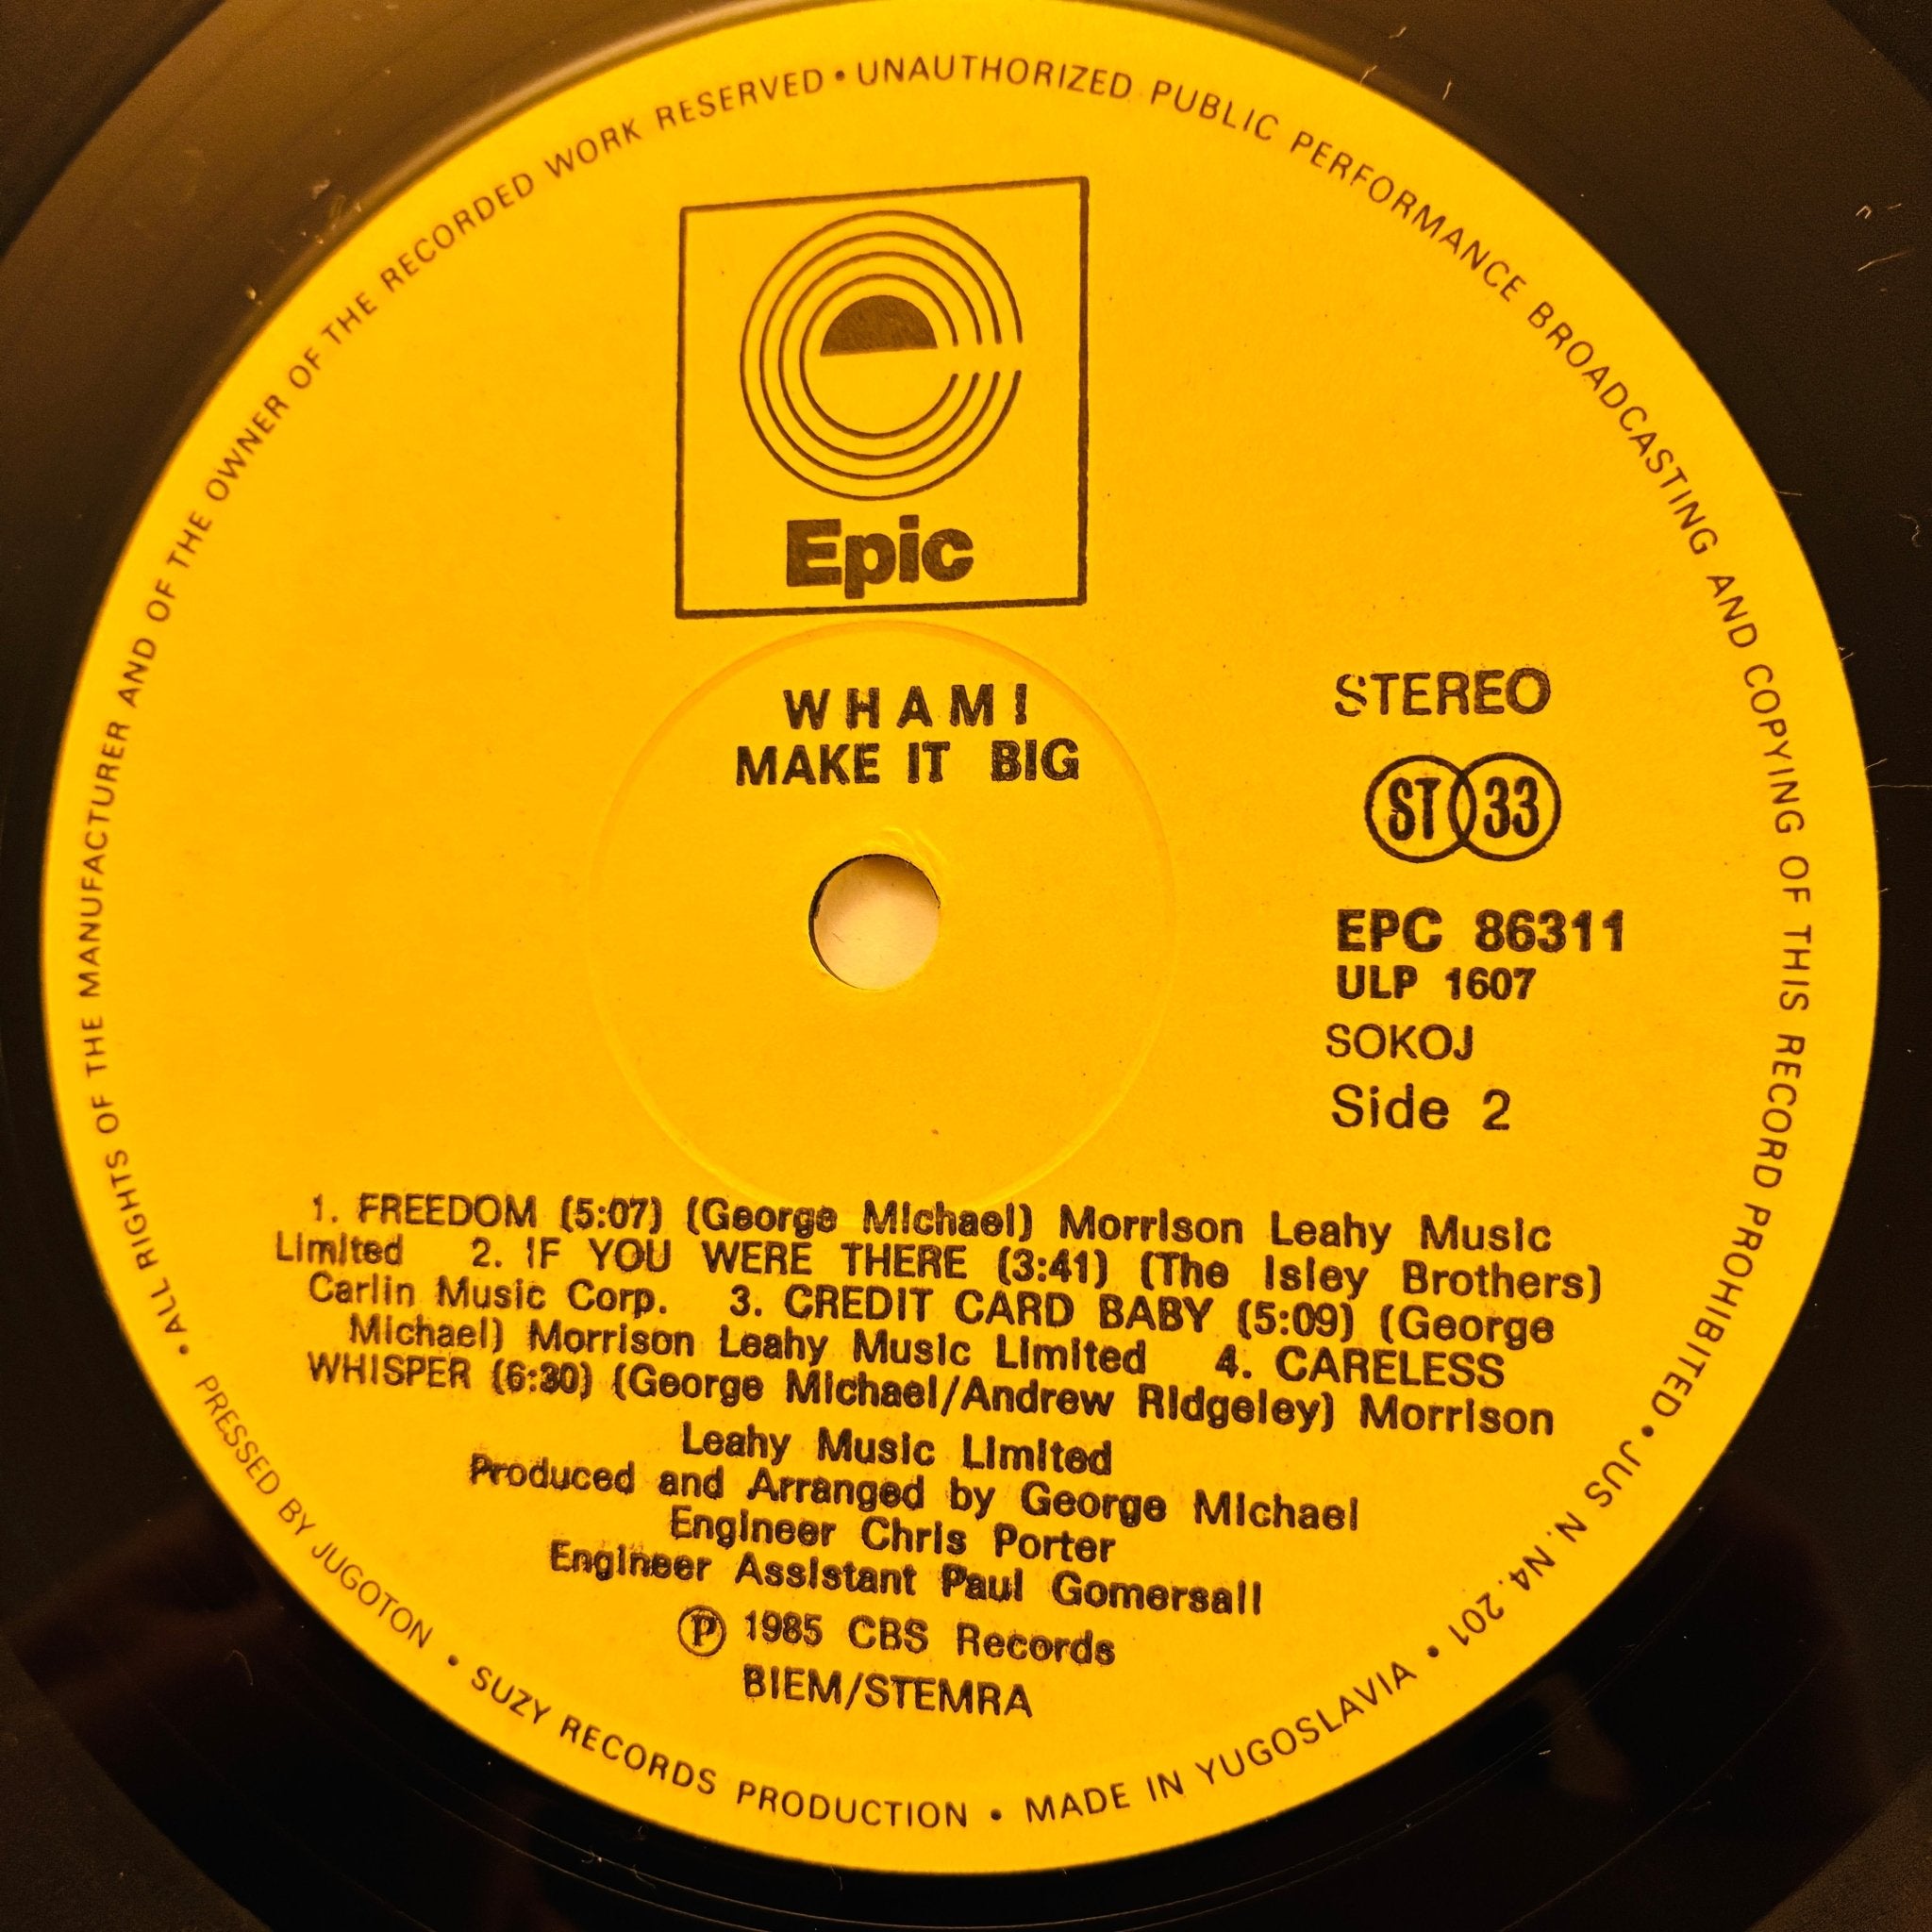 • ALL RIGHTS OF THE MANUFACTURER AND OF THE OWNER OF THE RECORDED WORK RESERVED • UNAUTHORIZED PUBLIC PERFORMANCE BROADCASTING AND COPYING OF THIS RECORD PROHIBITED • JUS N. N4. 201 •
Epic
WHAM!
MAKE IT BIG
STEREO
ST 33
EPC 86311
ULP 1607
SOKOJ
Side 2
1. FREEDOM (5:07) (George Michael) Morrison Leahy Music
Limited 2. IF YOU WERE THERE (3:41) (The Isley Brothers)
Carlin Music Corp. 3. CREDIT CARD BABY (5:09) (George
Michael) Morrison Leahy Music Limited 4. CARELESS
WHISPER (6:30) (George Michael/Andrew Ridgeley) Morrison
Leahy Music Limited
Produced and Arranged by George Michael
Engineer Chris Porter
Engineer Assistant Paul Gomersall
℗ 1985 CBS Records
BIEM/STEMRA
PRESSED BY JUGOTON • SUZY RECORDS PRODUCTION • MADE IN YUGOSLAVIA